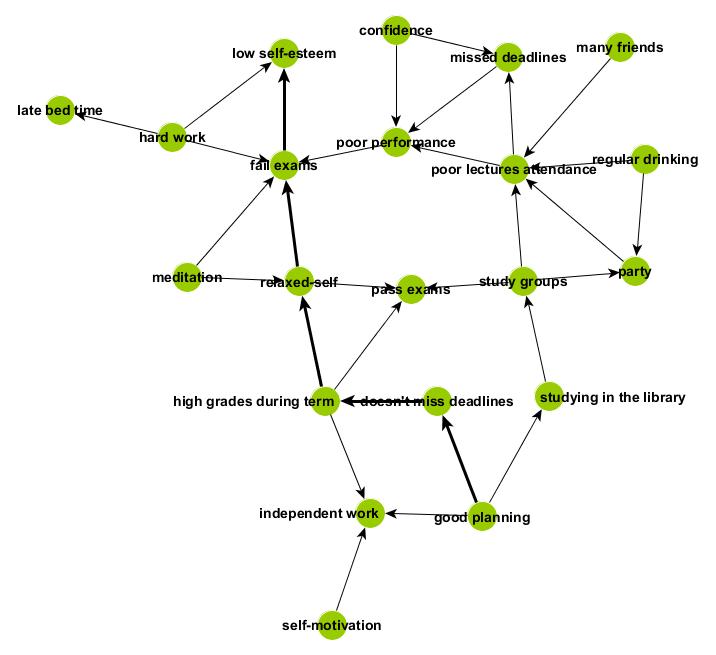 confidence
many friends
low self-esteem
missed deadlines
late bed time
hard work
poor performance
fail exams
poor lectures attendance
regular drinking
meditation
relaxed-self
pass exams
study groups
party
high grades during term
doesn't miss deadlines
studying in the library
independent work
good planning
self-motivation